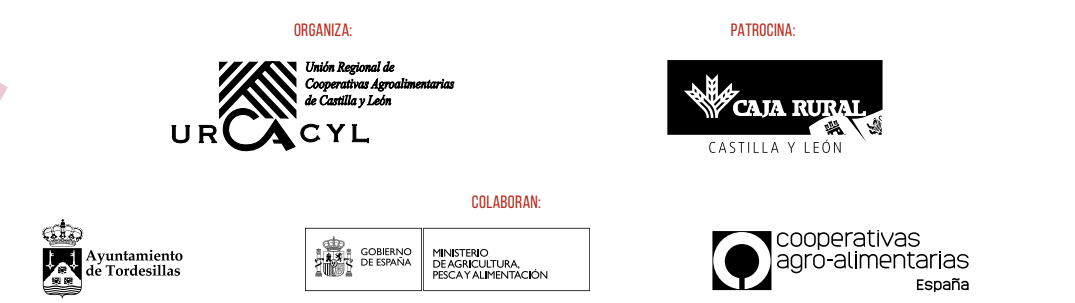 ORGANIZA:
PATROCINA:
Unión Regional de
Cooperativas Agroalimentarias
de Castilla y León
URCACYL
CAJA RURAL
CASTILLA Y LEÓN
COLABORAN:
Ayuntamiento
de Tordesillas
GOBIERNO
DE ESPAÑA
MINISTERIO
DE AGRICULTURA,
PESCA Y ALIMENTACIÓN
cooperativas
agro-alimentarias
España